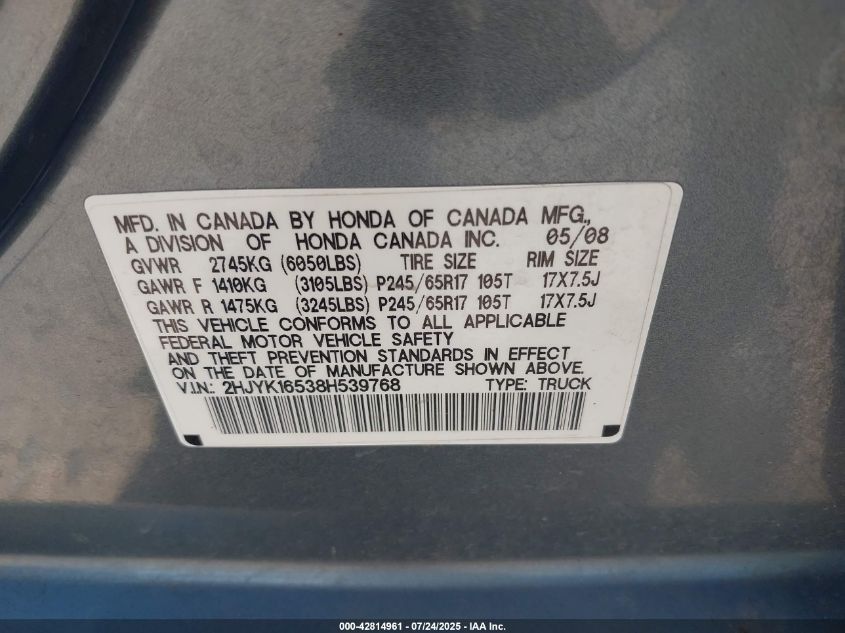 MFD. IN CANADA BY HONDA OF CANADA MFG.,
A DIVISION OF HONDA CANADA INC. 05/08
GVWR 2745KG (6050LBS) TIRE SIZE RIM SIZE
GAWR F 1410KG (3105LBS) P245/65R17 105T 17X7.5J
GAWR R 1475KG (3245LBS) P245/65R17 105T 17X7.5J
THIS VEHICLE CONFORMS TO ALL APPLICABLE
FEDERAL MOTOR VEHICLE SAFETY
AND THEFT PREVENTION STANDARDS IN EFFECT
ON THE DATE OF MANUFACTURE SHOWN ABOVE.
V.I.N.: 2HJYK16538H539768 TYPE: TRUCK
000-42814961 - 07/24/2025 - IAA Inc.